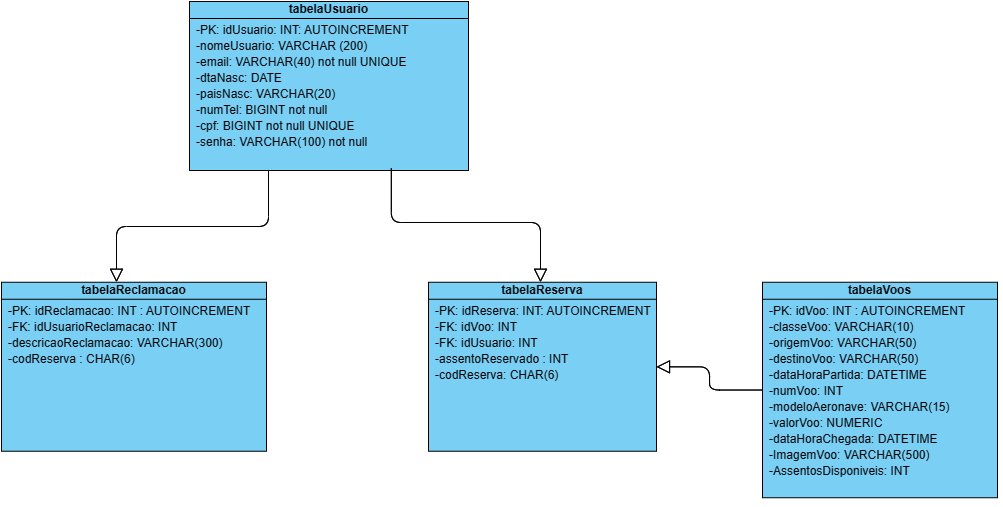 tabelaUsuario
-PK: idUsuario: INT: AUTOINCREMENT
-nomeUsuario: VARCHAR (200)
-email: VARCHAR(40) not null UNIQUE
-dtaNasc: DATE
-paisNasc: VARCHAR(20)
-numTel: BIGINT not null
-cpf: BIGINT not null UNIQUE
-senha: VARCHAR(100) not null
tabelaReclamacao
-PK: idReclamacao: INT : AUTOINCREMENT
-FK: idUsuarioReclamacao: INT
-descricaoReclamacao: VARCHAR(300)
-codReserva : CHAR(6)
tabelaReserva
-PK: idReserva: INT: AUTOINCREMENT
-FK: idVoo: INT
-FK: idUsuario: INT
-assentoReservado : INT
-codReserva: CHAR(6)
tabelaVoos
-PK: idVoo: INT : AUTOINCREMENT
-classeVoo: VARCHAR(10)
-origemVoo: VARCHAR(50)
-destinoVoo: VARCHAR(50)
-dataHoraPartida: DATETIME
-numVoo: INT
-modeloAeronave: VARCHAR(15)
-valorVoo: NUMERIC
-dataHoraChegada: DATETIME
-ImagemVoo: VARCHAR(500)
-AssentosDisponiveis: INT